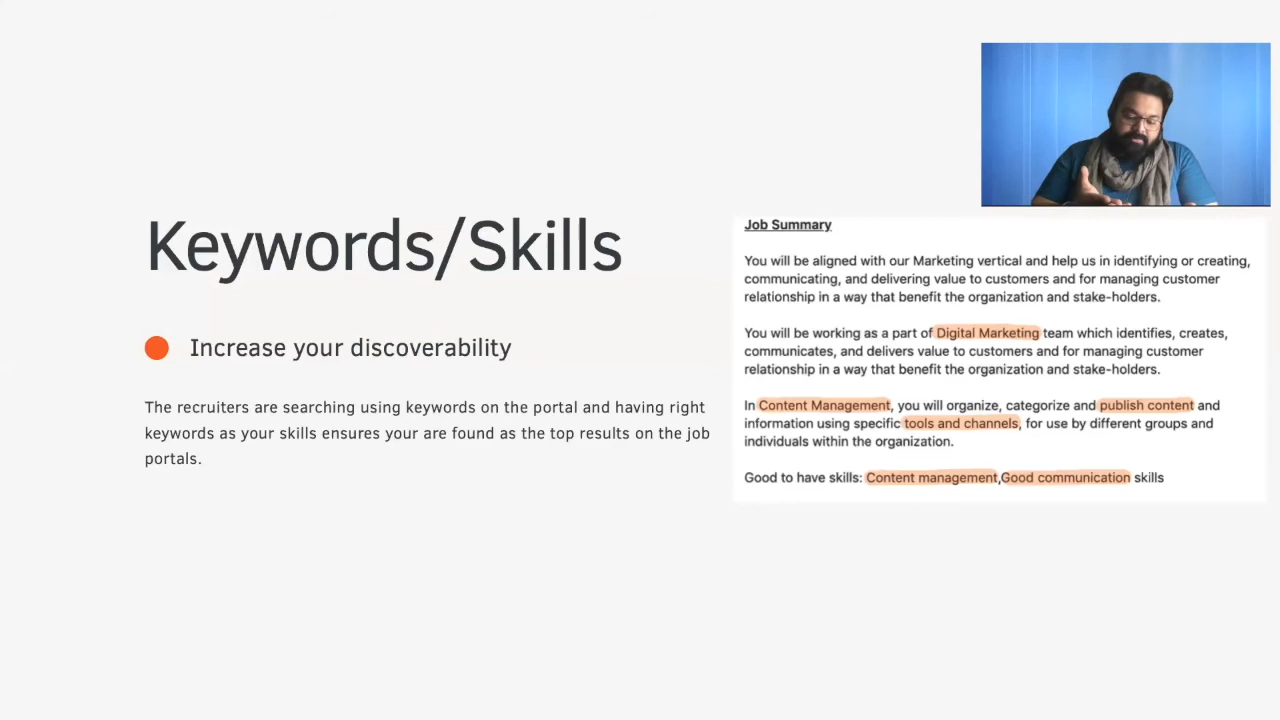 Keywords/Skills
Increase your discoverability
The recruiters are searching using keywords on the portal and having right
keywords as your skills ensures your are found as the top results on the job
portals.
Job Summary
You will be aligned with our Marketing vertical and help us in identifying or creating,
communicating, and delivering value to customers and for managing customer
relationship in a way that benefit the organization and stake-holders.
You will be working as a part of Digital Marketing team which identifies, creates,
communicates, and delivers value to customers and for managing customer
relationship in a way that benefit the organization and stake-holders.
In Content Management, you will organize, categorize and publish content and
information using specific tools and channels, for use by different groups and
individuals within the organization.
Good to have skills: Content management,Good communication skills